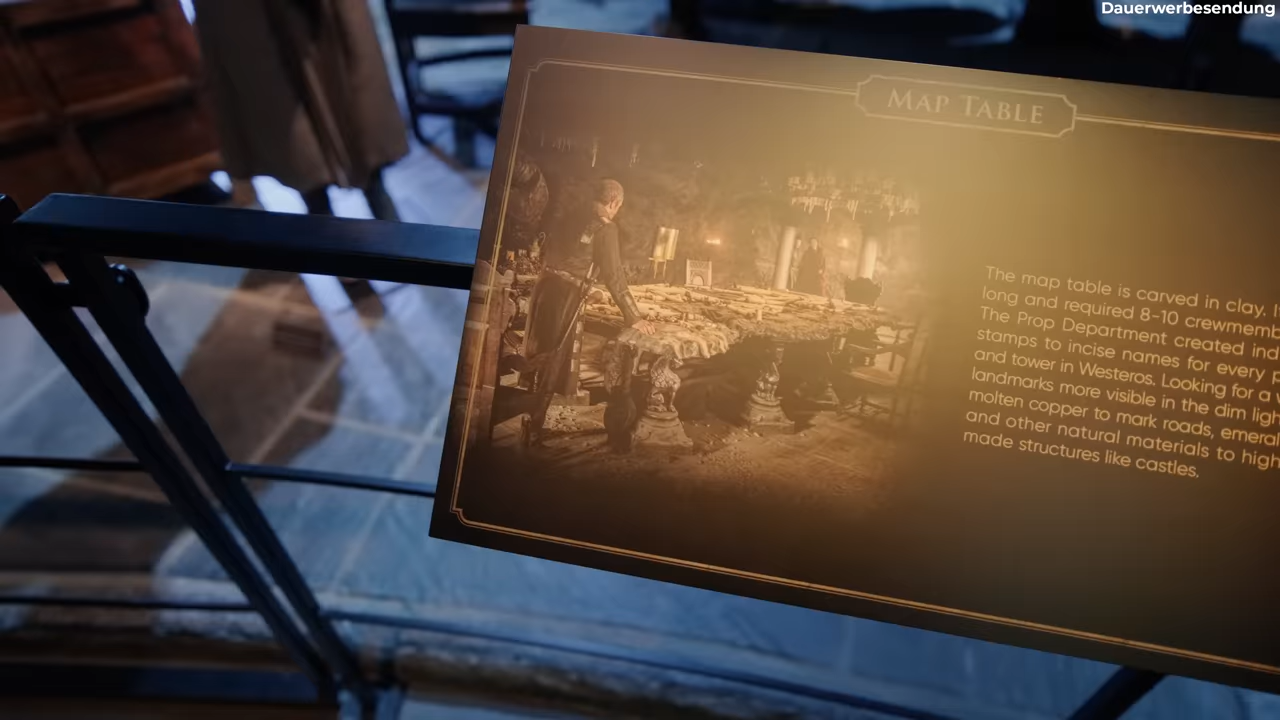 Dauerwerbesendung
MAP TABLE
The map table is carved in clay.
long and required 8-10
The Prop Department created
stamps to incise names for every
and tower in Westeros. Looking for a
landmarks more visible in the dim
molten copper to mark roads,
and other natural materials to
made structures like castles.